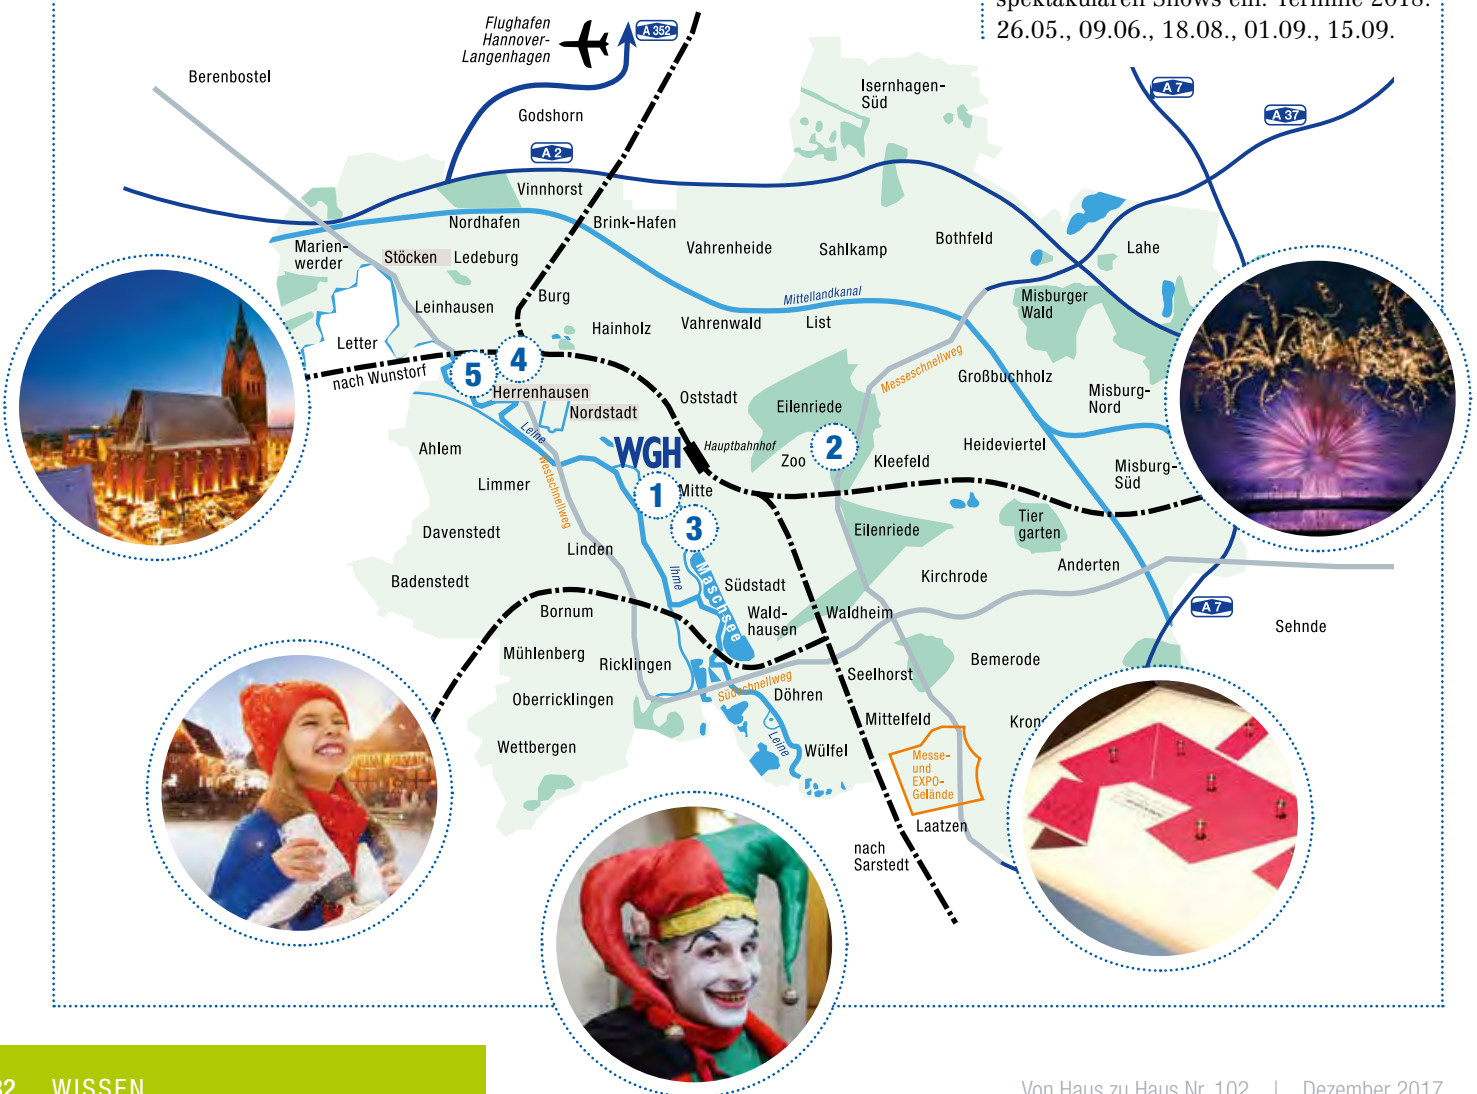 spektakulären Shows ein. Termine 2018:
26.05., 09.06., 18.08., 01.09., 15.09.
Flughafen
Hannover-
Langenhagen
A 352
Berenbostel
Godshorn
Isernhagen-
Süd
A 7
A 37
A 2
Vinnhorst
Nordhafen
Brink-Hafen
Marien-
werder
Stöcken
Ledeburg
Vahrenheide
Sahlkamp
Bothfeld
Lahe
Leinhausen
Burg
Mittellandkanal
Misburger
Wald
Hainholz
Vahrenwald
List
Letter
nach Wunstorf
4
5
Messeschnellweg
Großbuchholz
Misburg-
Nord
Herrenhausen
Nordstadt
Oststadt
Eilenriede
Ahlem
Leine
WGH
Hauptbahnhof
Zoo
2
Kleefeld
Heideviertel
Misburg-
Süd
Limmer
Westschnellweg
1
Mitte
3
Davenstedt
Linden
Eilenriede
Tier
garten
Badenstedt
Ihme
Maschsee
Südstadt
Kirchrode
Anderten
Bornum
Wald-
hausen
Waldheim
A 7
Sehnde
Mühlenberg
Ricklingen
Seelhorst
Bemerode
Oberricklingen
Südschnellweg
Döhren
Mittelfeld
Wettbergen
Leine
Wülfel
Messe-
und
EXPO-
Gelände
Laatzen
nach
Sarstedt
WISSEN
Von Haus zu Haus Nr. 102 | Dezember 2017